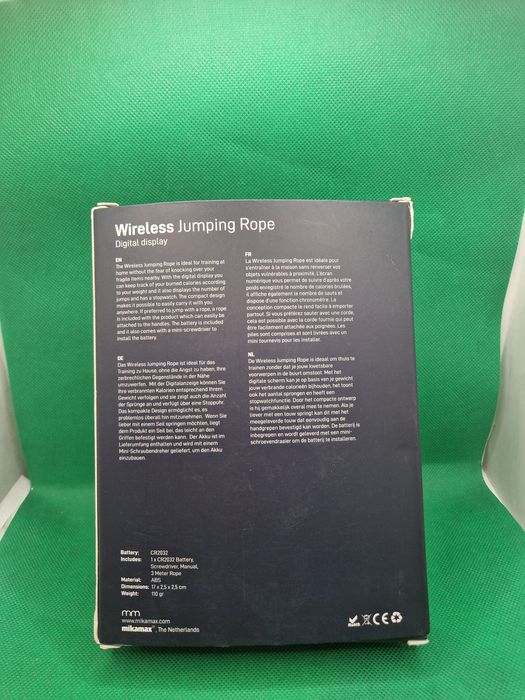 Wireless Jumping Rope
Digital display
EN
The Wireless Jumping Rope is ideal for training at
home without the fear of knocking over your
fragile items nearby. With the digital display you
can keep track of your burned calories according
to your weight and it also displays the number of
jumps and has a stopwatch. The compact design
makes it possible to easily carry it with you
anywhere. If preferred to jump with a rope, a rope
is included with the product which can easily be
attached to the handles. The battery is included
and it also comes with a mini-screwdriver to
install the battery.
FR
La Wireless Jumping Rope est idéale pour
s'entraîner à la maison sans renverser vos
objets vulnérables à proximité. L'écran
numérique vous permet de suivre d'après votre
poids enregistré le nombre de calories brulées,
il affiche également le nombre de sauts et
dispose d'une fonction chronomètre. La
conception compacte le rend facile à emporter
partout. Si vous préférez sauter avec une corde,
cela est possible avec la corde fournie qui peut
être facilement attachée aux poignées. Les
piles sont comprises et sont livrées avec un
mini tournevis pour les installer.
DE
Das Wireless Jumping Rope ist ideal für das
Training zu Hause, ohne die Angst zu haben, Ihre
zerbrechlichen Gegenstände in der Nähe
umzuwerfen. Mit der Digitalanzeige können Sie
Ihre verbrannten Kalorien entsprechend Ihrem
Gewicht verfolgen und sie zeigt auch die Anzahl
der Sprünge an und verfügt über eine Stoppuhr.
Das kompakte Design ermöglicht es, es
problemlos überall hin mitzunehmen. Wenn Sie
lieber mit einem Seil springen möchten, liegt
dem Produkt ein Seil bei, das leicht an den
Griffen befestigt werden kann. Der Akku ist im
Lieferumfang enthalten und wird mit einem
Mini-Schraubendreher geliefert, um den Akku
einzubauen.
NL
De Wireless Jumping Rope is ideaal om thuis te
trainen zonder dat je jouw kwetsbare
voorwerpen in de buurt omstoot. Met het
digitale scherm kan je op basis van je gewicht
jouw verbrande calorieën bijhouden, het toont
ook het aantal sprongen en heeft een
stopwatchfunctie. Door het compacte ontwerp
is hij gemakkelijk overal mee te nemen. Als je
liever met een touw springt kan dit met het
meegeleverde touw dat eenvoudig aan de
handgrepen bevestigd kan worden. De batterij is
inbegrepen en wordt geleverd met een mini-
schroevendraaier om de batterij te installeren.
Battery: CR2032
Includes: 1 x CR2032 Battery,
Screwdriver, Manual,
3 Meter Rope
Material: ABS
Dimensions: 17 x 2,5 x 2,5 cm
Weight: 110 gr
mm
www.mikamax.com
mikamax®, The Netherlands
RoHS CE